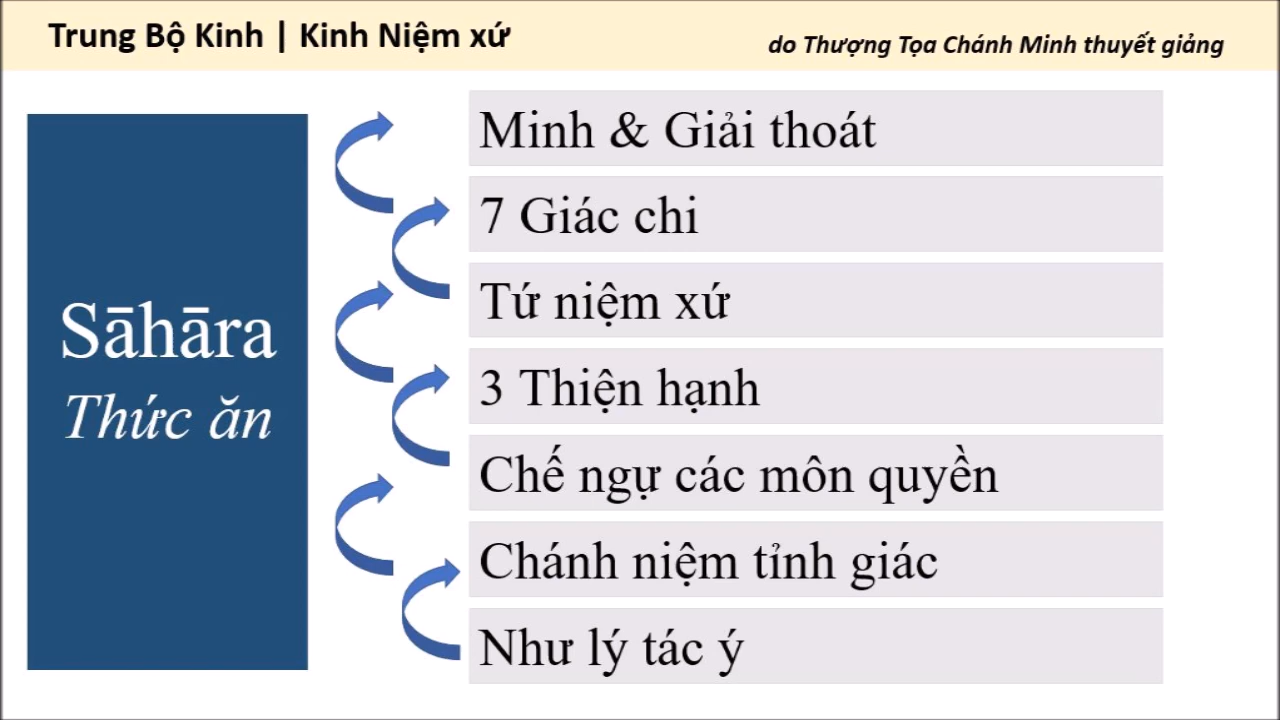 Trung Bộ Kinh | Kinh Niệm xứ
do Thượng Tọa Chánh Minh thuyết giảng
Sāhāra
Thức ăn
Minh & Giải thoát
7 Giác chi
Tứ niệm xứ
3 Thiện hạnh
Chế ngự các môn quyền
Chánh niệm tỉnh giác
Như lý tác ý